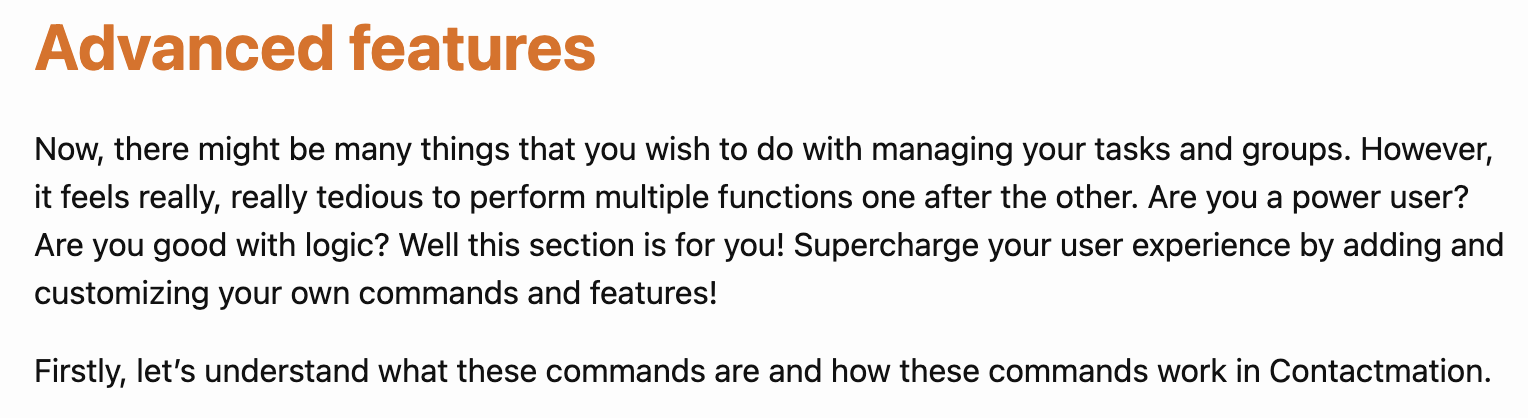 Advanced features
Now, there might be many things that you wish to do with managing your tasks and groups. However,
it feels really, really tedious to perform multiple functions one after the other. Are you a power user?
Are you good with logic? Well this section is for you! Supercharge your user experience by adding and
customizing your own commands and features!
Firstly, let’s understand what these commands are and how these commands work in Contactmation.